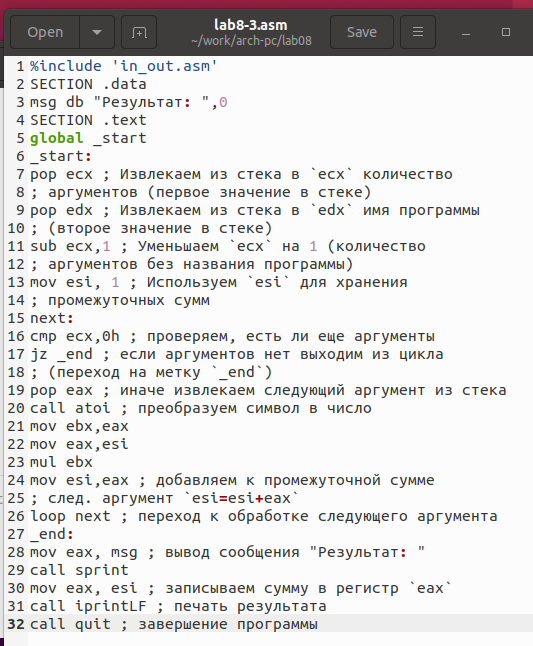 Open
lab8-3.asm
~/work/arch-pc/lab08
Save
1 %include 'in_out.asm'
2 SECTION .data
3 msg db "Результат: ",0
4 SECTION .text
5 global _start
6 _start:
7 pop ecx ; Извлекаем из стека в `ecx` количество
8 ; аргументов (первое значение в стеке)
9 pop edx ; Извлекаем из стека в `edx` имя программы
10 ; (второе значение в стеке)
11 sub ecx,1 ; Уменьшаем `ecx` на 1 (количество
12 ; аргументов без названия программы)
13 mov esi, 1 ; Используем `esi` для хранения
14 ; промежуточных сумм
15 next:
16 cmp ecx,0h ; проверяем, есть ли еще аргументы
17 jz _end ; если аргументов нет выходим из цикла
18 ; (переход на метку `_end`)
19 pop eax ; иначе извлекаем следующий аргумент из стека
20 call atoi ; преобразуем символ в число
21 mov ebx,eax
22 mov eax,esi
23 mul ebx
24 mov esi,eax ; добавляем к промежуточной сумме
25 ; след. аргумент `esi=esi+eax`
26 loop next ; переход к обработке следующего аргумента
27 _end:
28 mov eax, msg ; вывод сообщения "Результат: "
29 call sprint
30 mov eax, esi ; записываем сумму в регистр `eax`
31 call iprintLF ; печать результата
32 call quit ; завершение программы